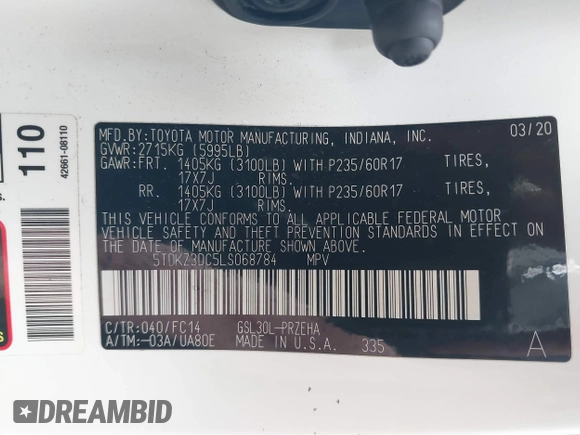 MFD.BY:TOYOTA MOTOR MANUFACTURING, INDIANA, INC. 03/20
GVWR:2715KG (5995LB)
GAWR:FRT. 1405KG (3100LB) WITH P235/60R17 TIRES,
17X7J RIMS.
RR. 1405KG (3100LB) WITH P235/60R17 TIRES,
17X7J RIMS.
THIS VEHICLE CONFORMS TO ALL APPLICABLE FEDERAL MOTOR
VEHICLE SAFETY AND THEFT PREVENTION STANDARDS IN EFFECT
ON THE DATE OF MANUFACTURE SHOWN ABOVE.
5TDKZ3DC5LS068784 MPV
C/TR:040/FC14 GSL30L-PRZEHA
A/TM:-03A/UA80E MADE IN U.S.A. 335 A
110
42661-08110
s.
S
DREAMBID